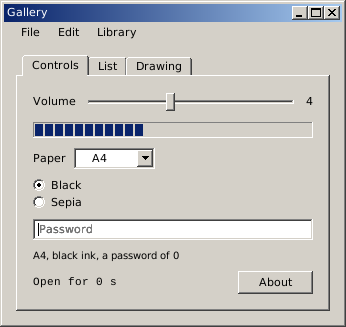 Gallery
File Edit Library
Controls List Drawing
Volume 4
Paper A4
Black
Sepia
Password
A4, black ink, a password of 0
Open for 0 s About